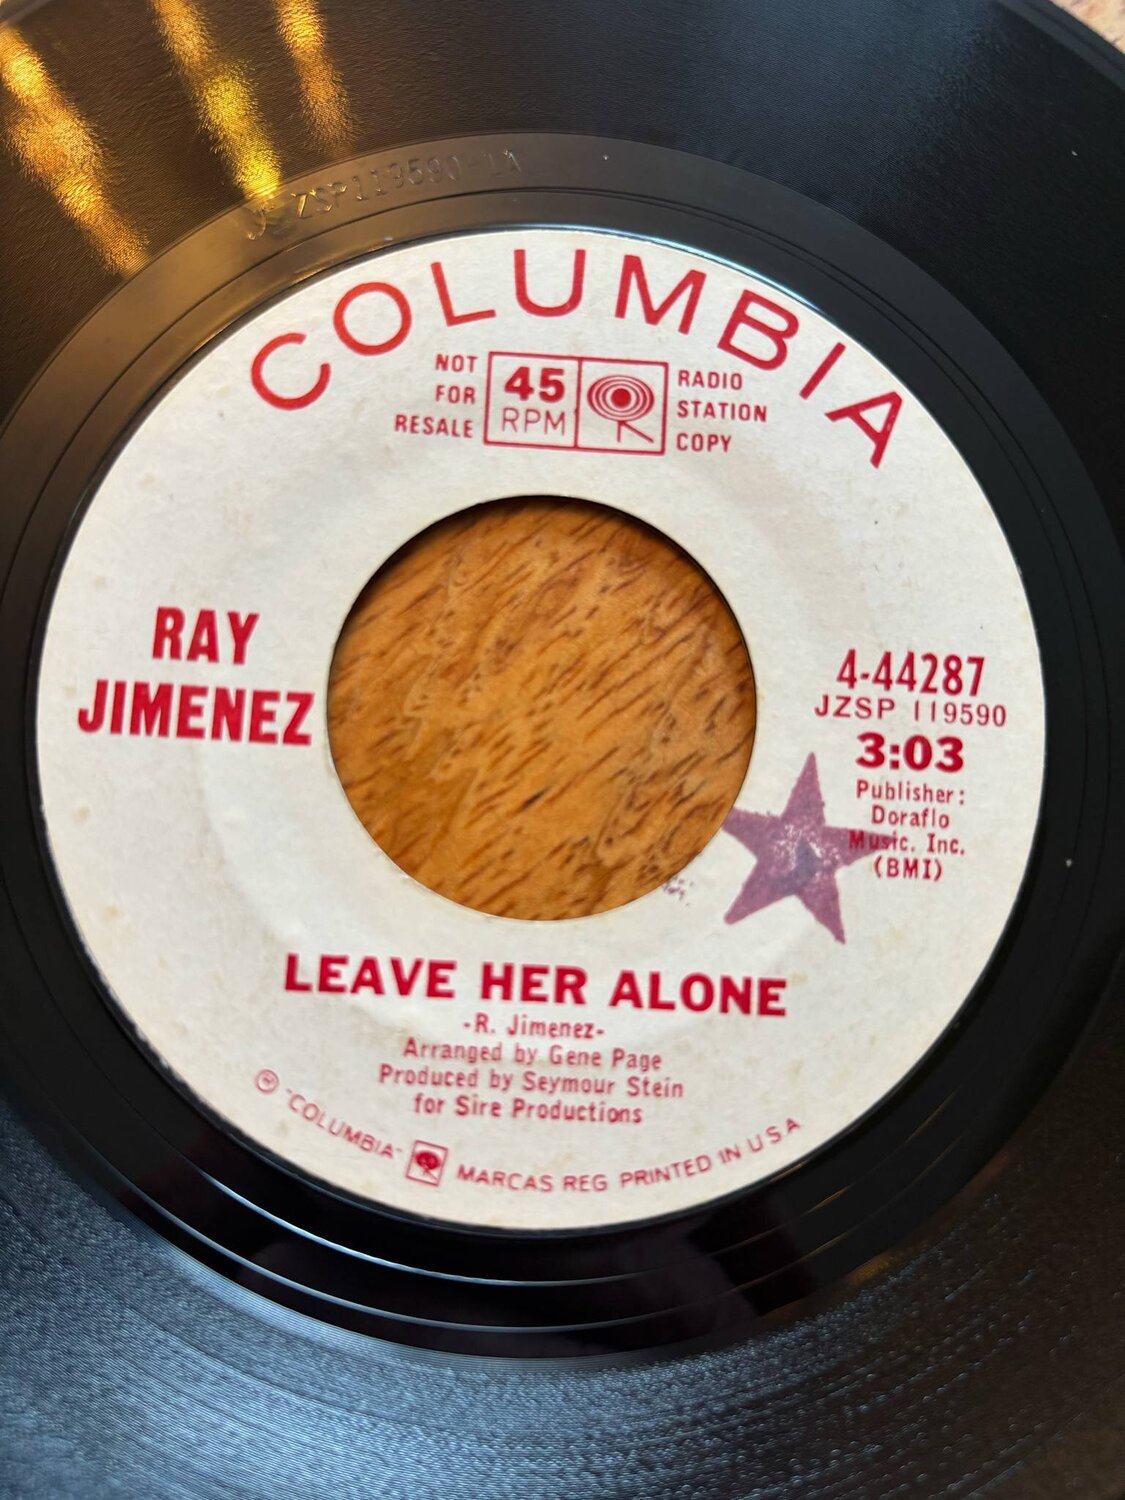 ZSP119590-1A
COLUMBIA
NOT
FOR
RESALE
45
RPM
RADIO
STATION
COPY
RAY
JIMENEZ
4-44287
JZSP 119590
3:03
Publisher:
Doraflo
Music. Inc.
(BMI)
LEAVE HER ALONE
-R. Jimenez-
Arranged by Gene Page
Produced by Seymour Stein
for Sire Productions
℗ "COLUMBIA" MARCAS REG PRINTED IN U S A